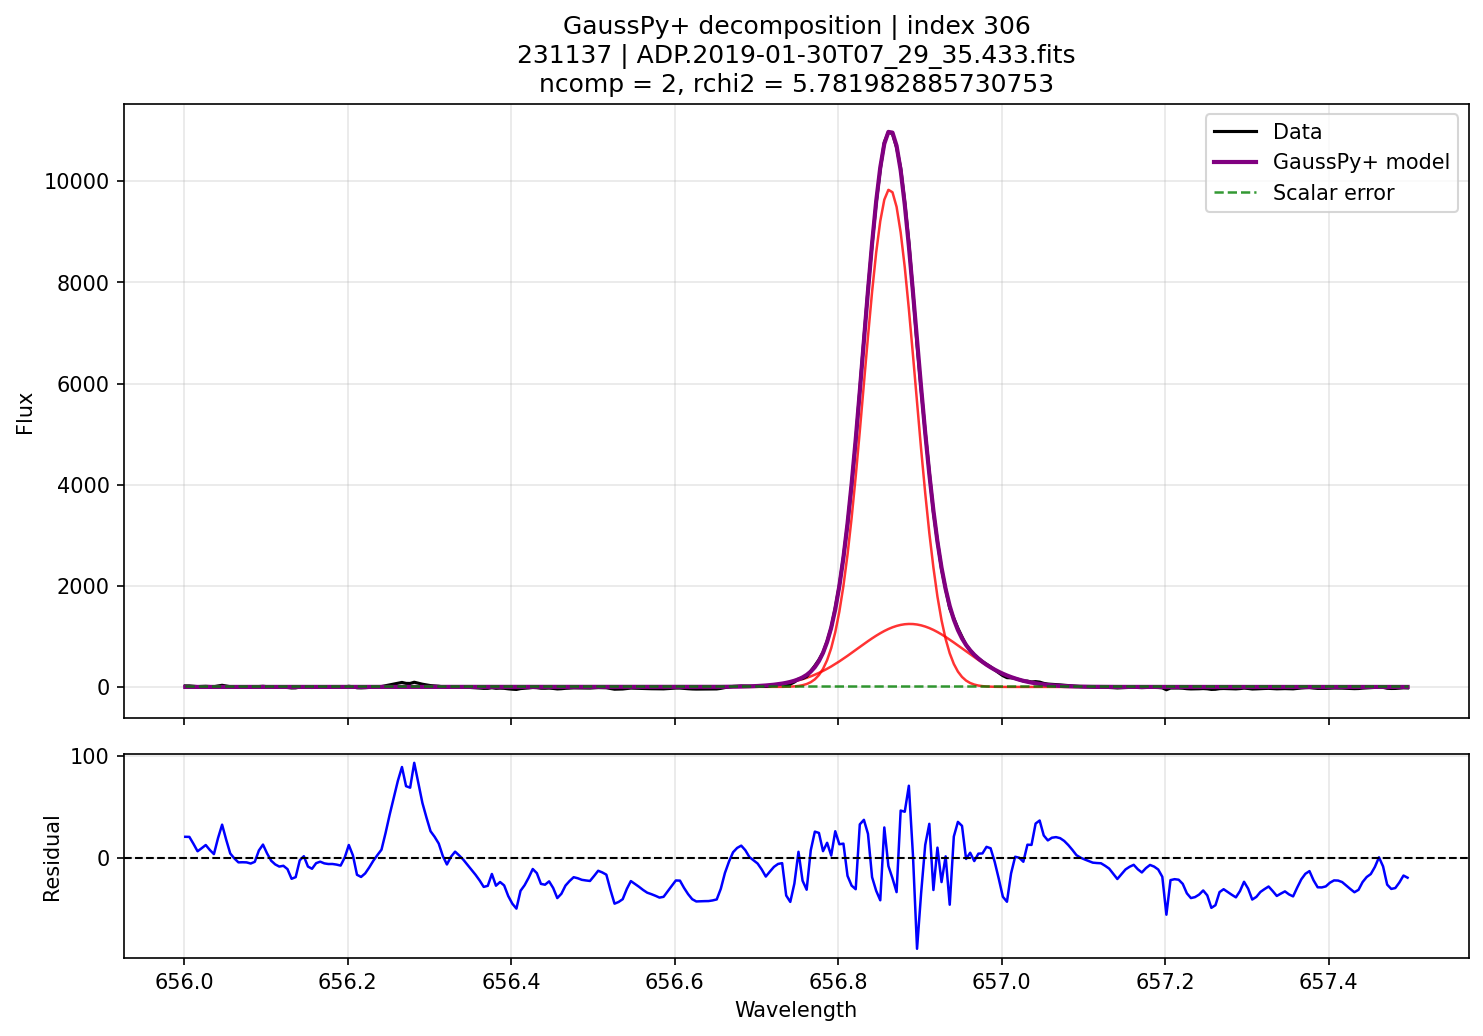 GaussPy+ decomposition | index 306
231137 | ADP.2019-01-30T07_29_35.433.fits
ncomp = 2, rchi2 = 5.781982885730753
Data
GaussPy+ model
Scalar error
10000
8000
6000
4000
2000
0
Flux
100
0
Residual
656.0
656.2
656.4
656.6
656.8
657.0
657.2
657.4
Wavelength